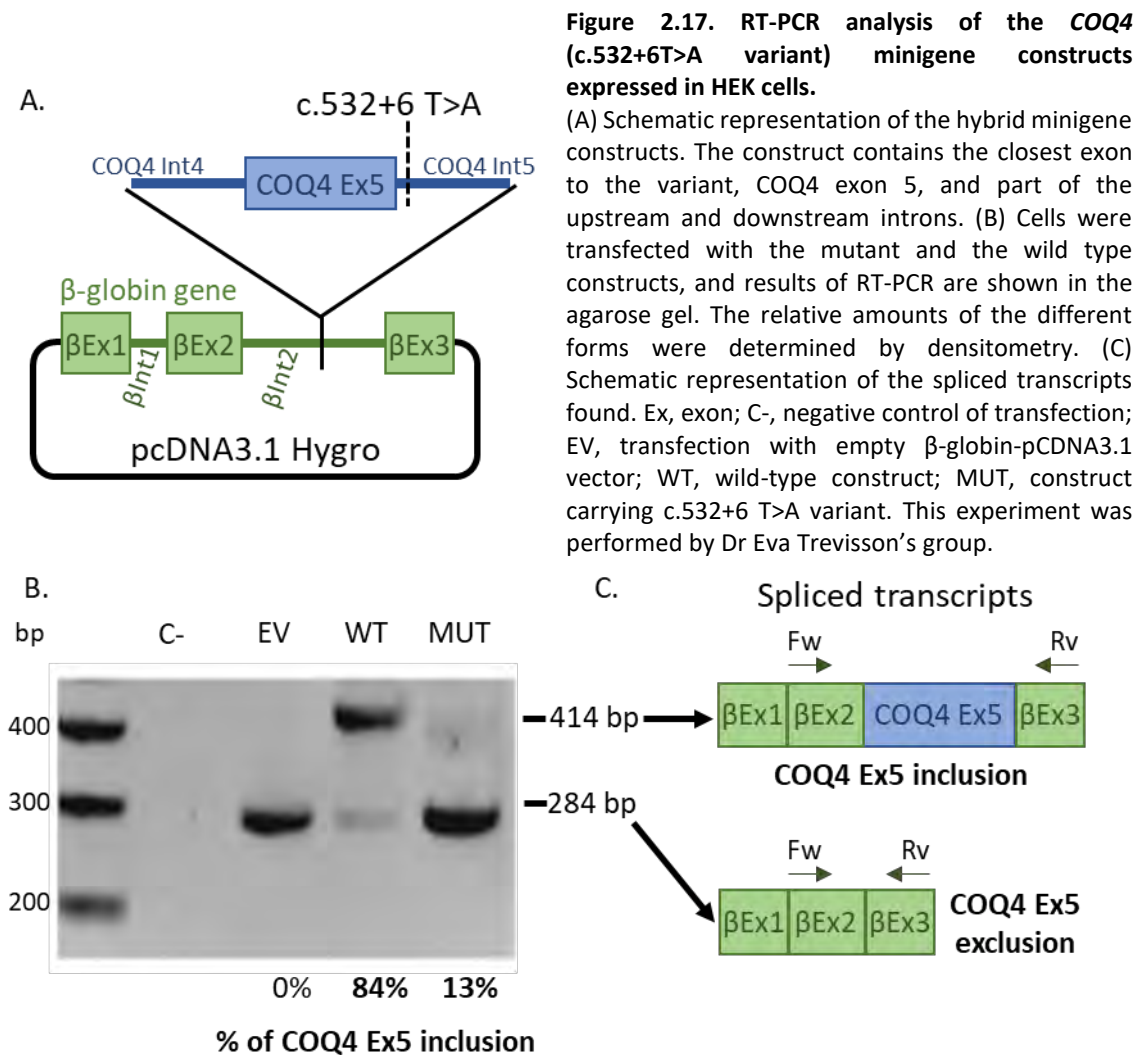 Figure 2.17. RT-PCR analysis of the COQ4
(c.532+6T>A variant) minigene constructs
expressed in HEK cells.
(A) Schematic representation of the hybrid minigene
constructs. The construct contains the closest exon
to the variant, COQ4 exon 5, and part of the
upstream and downstream introns. (B) Cells were
transfected with the mutant and the wild type
constructs, and results of RT-PCR are shown in the
agarose gel. The relative amounts of the different
forms were determined by densitometry. (C)
Schematic representation of the spliced transcripts
found. Ex, exon; C-, negative control of transfection;
EV, transfection with empty β-globin-pCDNA3.1
vector; WT, wild-type construct; MUT, construct
carrying c.532+6 T>A variant. This experiment was
performed by Dr Eva Trevisson’s group.
A.
c.532+6 T>A
COQ4 Int4
COQ4 Ex5
COQ4 Int5
β-globin gene
βEx1
βInt1
βEx2
βInt2
βEx3
pcDNA3.1 Hygro
B.
bp
C-
EV
WT
MUT
400
300
200
414 bp
284 bp
0%
84%
13%
% of COQ4 Ex5 inclusion
C.
Spliced transcripts
Fw
Rv
βEx1
βEx2
COQ4 Ex5
βEx3
COQ4 Ex5 inclusion
Fw
Rv
βEx1
βEx2
βEx3
COQ4 Ex5
exclusion